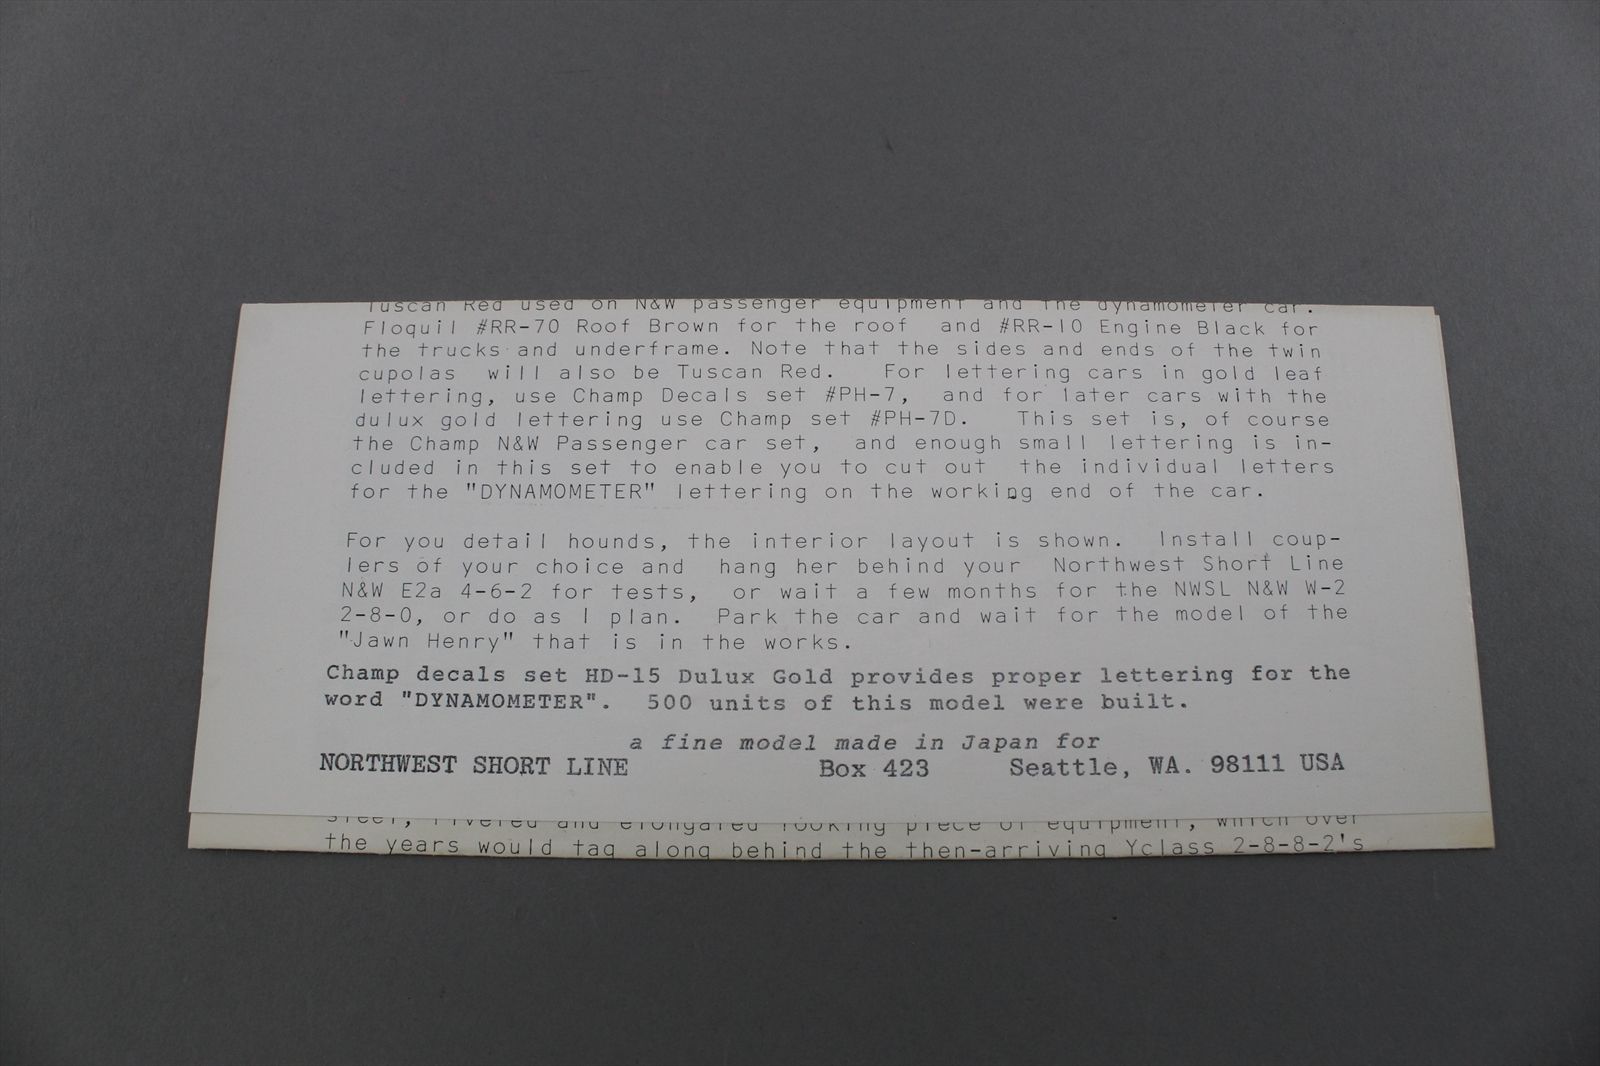 Tuscan Red used on N&W passenger equipment and the dynamometer car.
Floquil #RR-70 Roof Brown for the roof and #RR-10 Engine Black for
the trucks and underframe. Note that the sides and ends of the twin
cupolas will also be Tuscan Red. For lettering cars in gold leaf
lettering, use Champ Decals set #PH-7, and for later cars with the
dulux gold lettering use Champ set #PH-7D. This set is, of course
the Champ N&W Passenger car set, and enough small lettering is in-
cluded in this set to enable you to cut out the individual letters
for the "DYNAMOMETER" lettering on the working end of the car.
For you detail hounds, the interior layout is shown. Install coup-
lers of your choice and hang her behind your Northwest Short Line
N&W E2a 4-6-2 for tests, or wait a few months for the NWSL N&W W-2
2-8-0, or do as I plan. Park the car and wait for the model of the
"Jawn Henry" that is in the works.
Champ decals set HD-15 Dulux Gold provides proper lettering for the
word "DYNAMOMETER". 500 units of this model were built.
a fine model made in Japan for
NORTHWEST SHORT LINE Box 423 Seattle, WA. 98111 USA
steel, riveted and elongated looking piece of equipment, which over
the years would tag along behind the then-arriving Yclass 2-8-8-2's